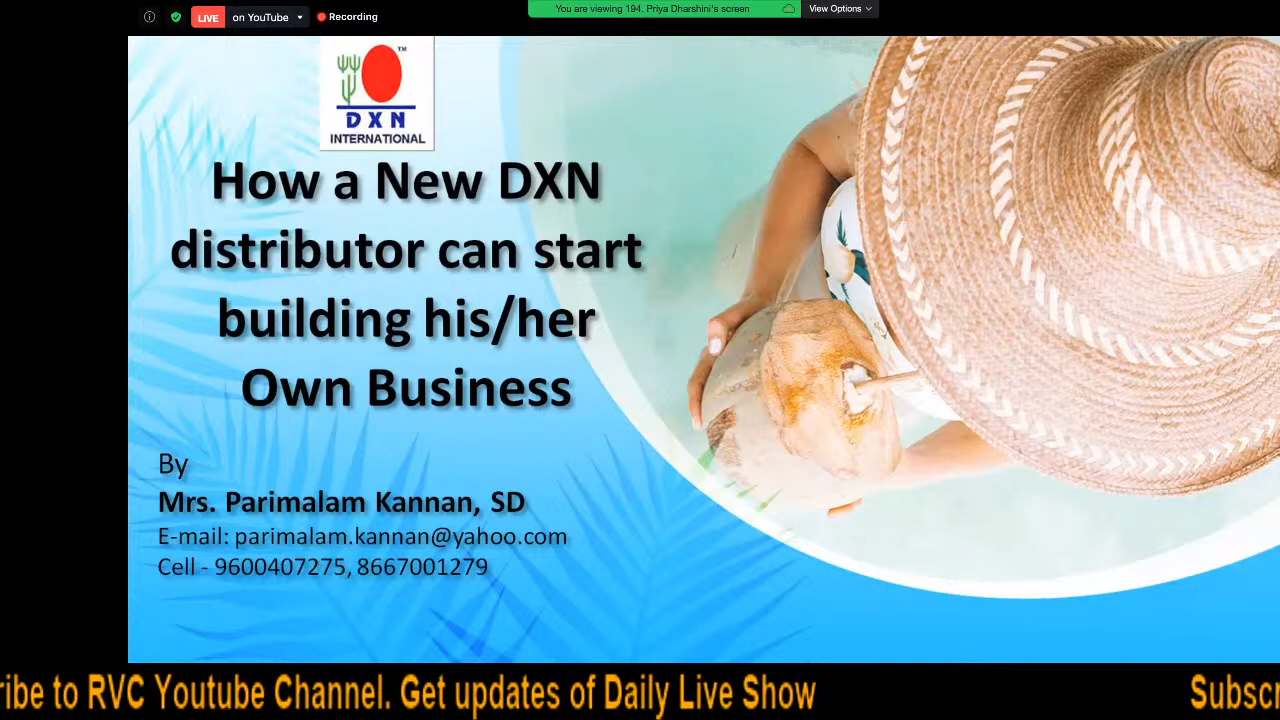 LIVE
on YouTube
Recording
You are viewing 194. Priya Dharshini's screen
View Options
TM
DXN
INTERNATIONAL
How a New DXN
distributor can start
building his/her
Own Business
By
Mrs. Parimalam Kannan, SD
E-mail: parimalam.kannan@yahoo.com
Cell - 9600407275, 8667001279
ribe to RVC Youtube Channel. Get updates of Daily Live Show
Subscr